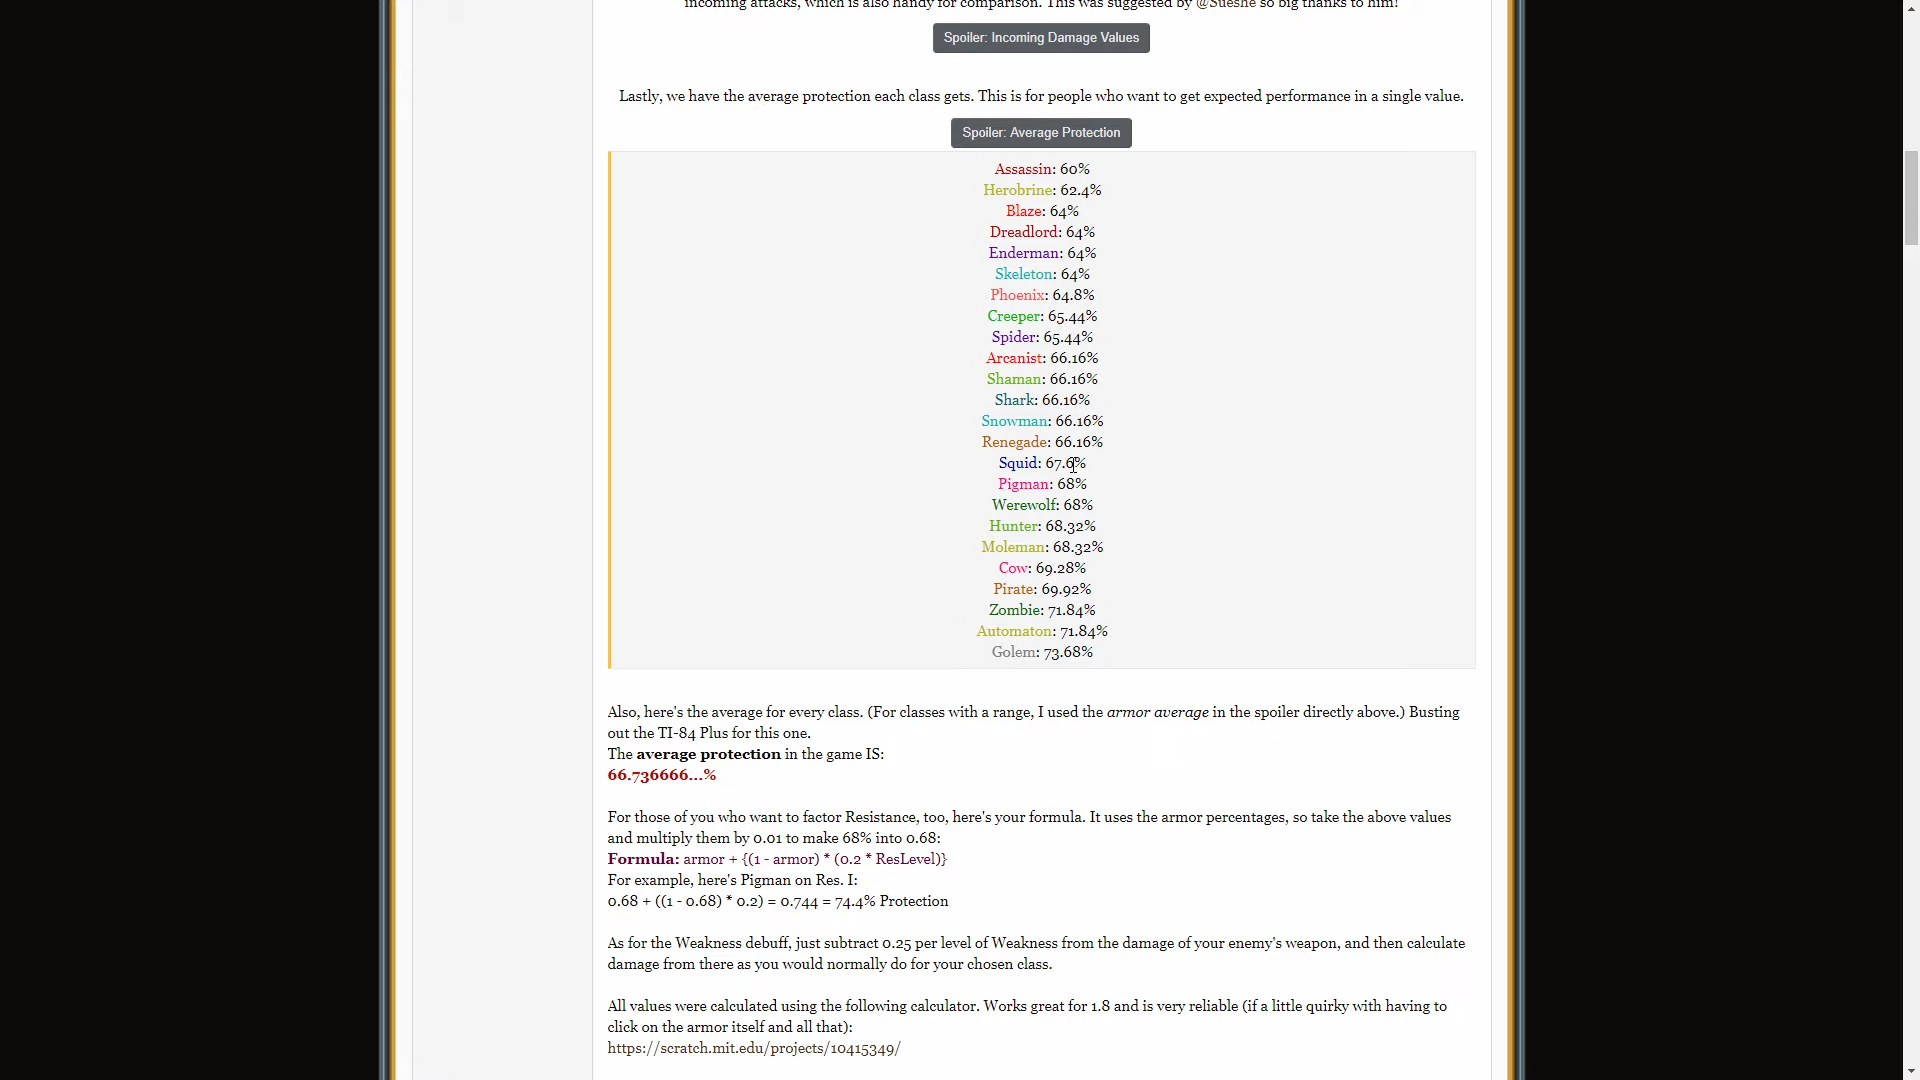 incoming attacks, which is also handy for comparison. This was suggested by @Sueshe so big thanks to him!
Spoiler: Incoming Damage Values
Lastly, we have the average protection each class gets. This is for people who want to get expected performance in a single value.
Spoiler: Average Protection
Assassin: 60%
Herobrine: 62.4%
Blaze: 64%
Dreadlord: 64%
Enderman: 64%
Skeleton: 64%
Phoenix: 64.8%
Creeper: 65.44%
Spider: 65.44%
Arcanist: 66.16%
Shaman: 66.16%
Shark: 66.16%
Snowman: 66.16%
Renegade: 66.16%
Squid: 67.6%
Pigman: 68%
Werewolf: 68%
Hunter: 68.32%
Moleman: 68.32%
Cow: 69.28%
Pirate: 69.92%
Zombie: 71.84%
Automaton: 71.84%
Golem: 73.68%
Also, here's the average for every class. (For classes with a range, I used the armor average in the spoiler directly above.) Busting
out the TI-84 Plus for this one.
The average protection in the game IS:
66.736666...%
For those of you who want to factor Resistance, too, here's your formula. It uses the armor percentages, so take the above values
and multiply them by 0.01 to make 68% into 0.68:
Formula: armor + {(1 - armor) * (0.2 * ResLevel)}
For example, here's Pigman on Res. I:
0.68 + ((1 - 0.68) * 0.2) = 0.744 = 74.4% Protection
As for the Weakness debuff, just subtract 0.25 per level of Weakness from the damage of your enemy's weapon, and then calculate
damage from there as you would normally do for your chosen class.
All values were calculated using the following calculator. Works great for 1.8 and is very reliable (if a little quirky with having to
click on the armor itself and all that):
https://scratch.mit.edu/projects/10415349/